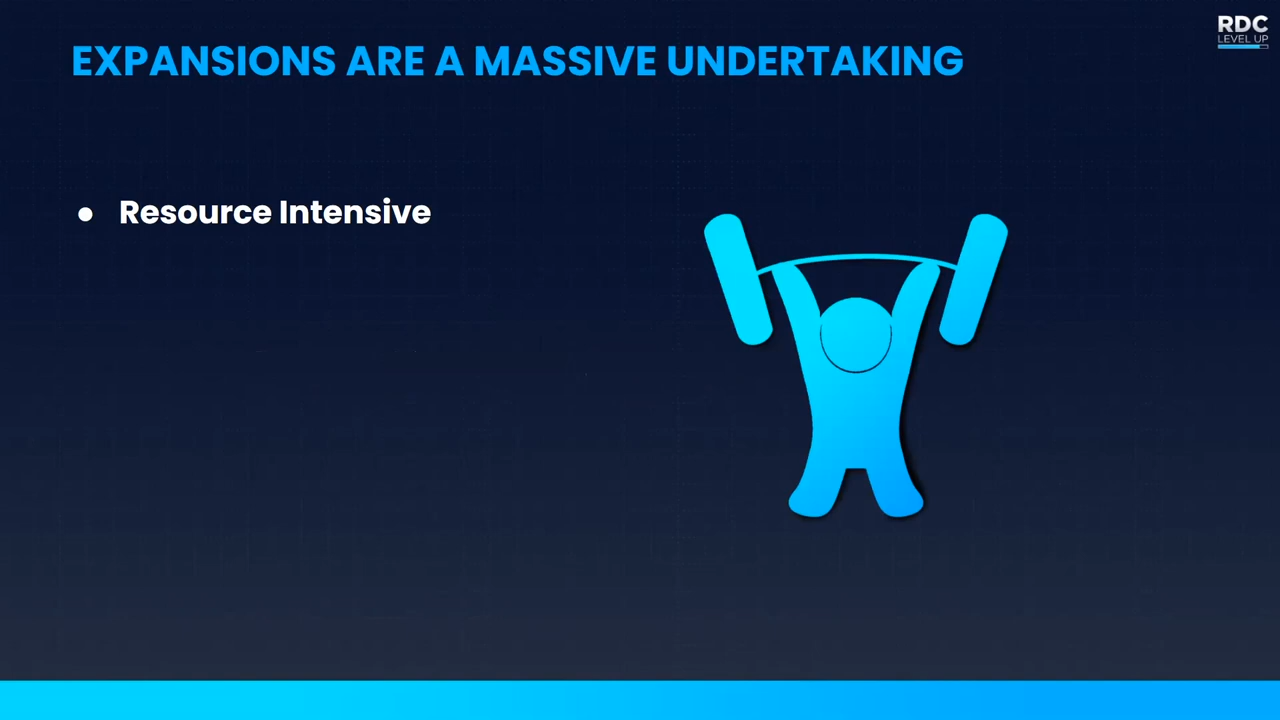 EXPANSIONS ARE A MASSIVE UNDERTAKING
RDC
LEVEL UP
● Resource Intensive